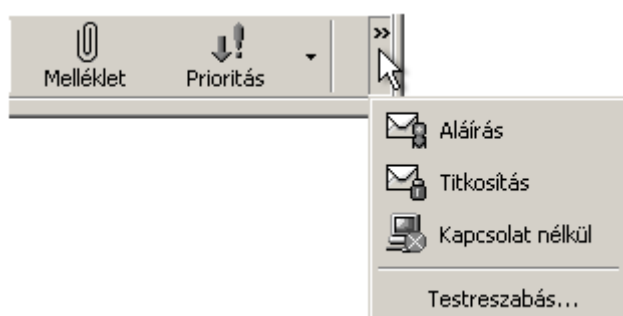 Melléklet Prioritás
Aláírás
Titkosítás
Kapcsolat nélkül
Testreszabás...